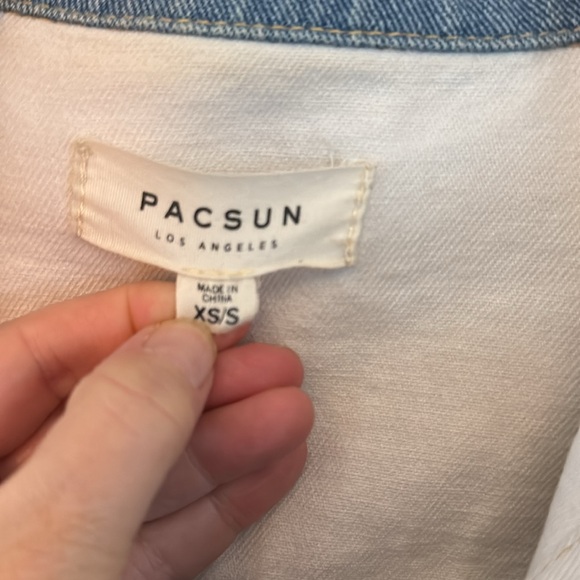 PACSUN
LOS ANGELES
MADE IN
CHINA
XS/S